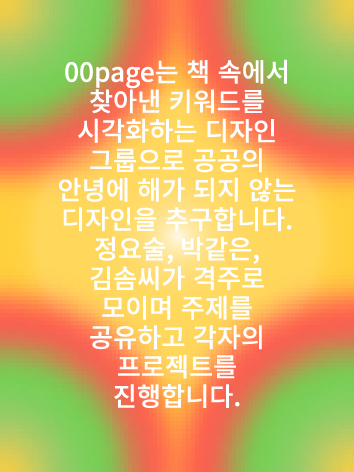 00page는 책 속에서
찾아낸 키워드를
시각화하는 디자인
그룹으로 공공의
안녕에 해가 되지 않는
디자인을 추구합니다.
정요술, 박같은,
김솜씨가 격주로
모이며 주제를
공유하고 각자의
프로젝트를
진행합니다.